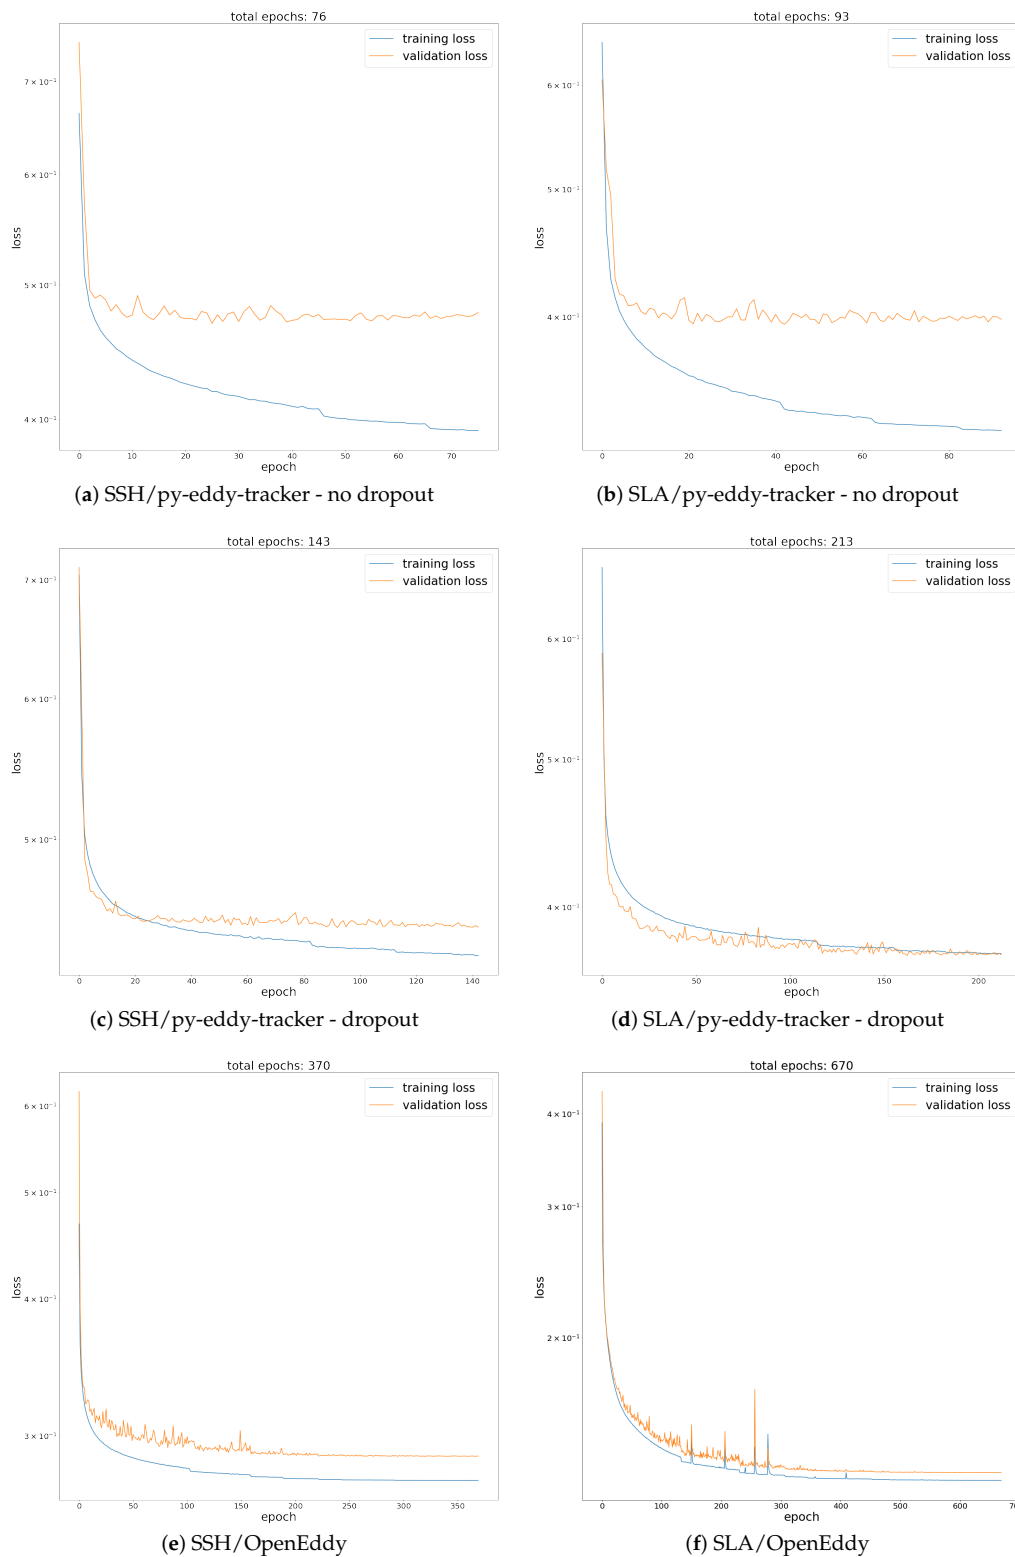 total epochs: 76
training loss
validation loss
7 × 10⁻¹
6 × 10⁻¹
5 × 10⁻¹
4 × 10⁻¹
loss
0 10 20 30 40 50 60 70
epoch
(a) SSH/py-eddy-tracker - no dropout
total epochs: 93
training loss
validation loss
6 × 10⁻¹
5 × 10⁻¹
4 × 10⁻¹
loss
0 20 40 60 80
epoch
(b) SLA/py-eddy-tracker - no dropout
total epochs: 143
training loss
validation loss
7 × 10⁻¹
6 × 10⁻¹
5 × 10⁻¹
loss
0 20 40 60 80 100 120 140
epoch
(c) SSH/py-eddy-tracker - dropout
total epochs: 213
training loss
validation loss
6 × 10⁻¹
5 × 10⁻¹
4 × 10⁻¹
loss
0 50 100 150 200
epoch
(d) SLA/py-eddy-tracker - dropout
total epochs: 370
training loss
validation loss
6 × 10⁻¹
5 × 10⁻¹
4 × 10⁻¹
3 × 10⁻¹
loss
0 50 100 150 200 250 300 350
epoch
(e) SSH/OpenEddy
total epochs: 670
training loss
validation loss
4 × 10⁻¹
3 × 10⁻¹
2 × 10⁻¹
loss
0 100 200 300 400 500 600
epoch
(f) SLA/OpenEddy